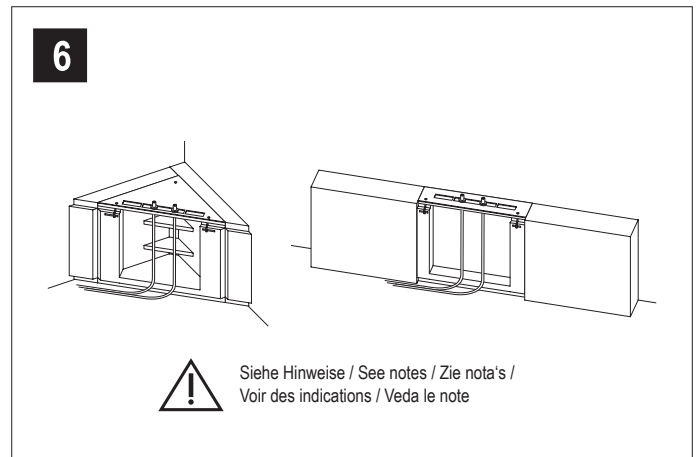 6
Siehe Hinweise / See notes / Zie nota‘s /
Voir des indications / Veda le note